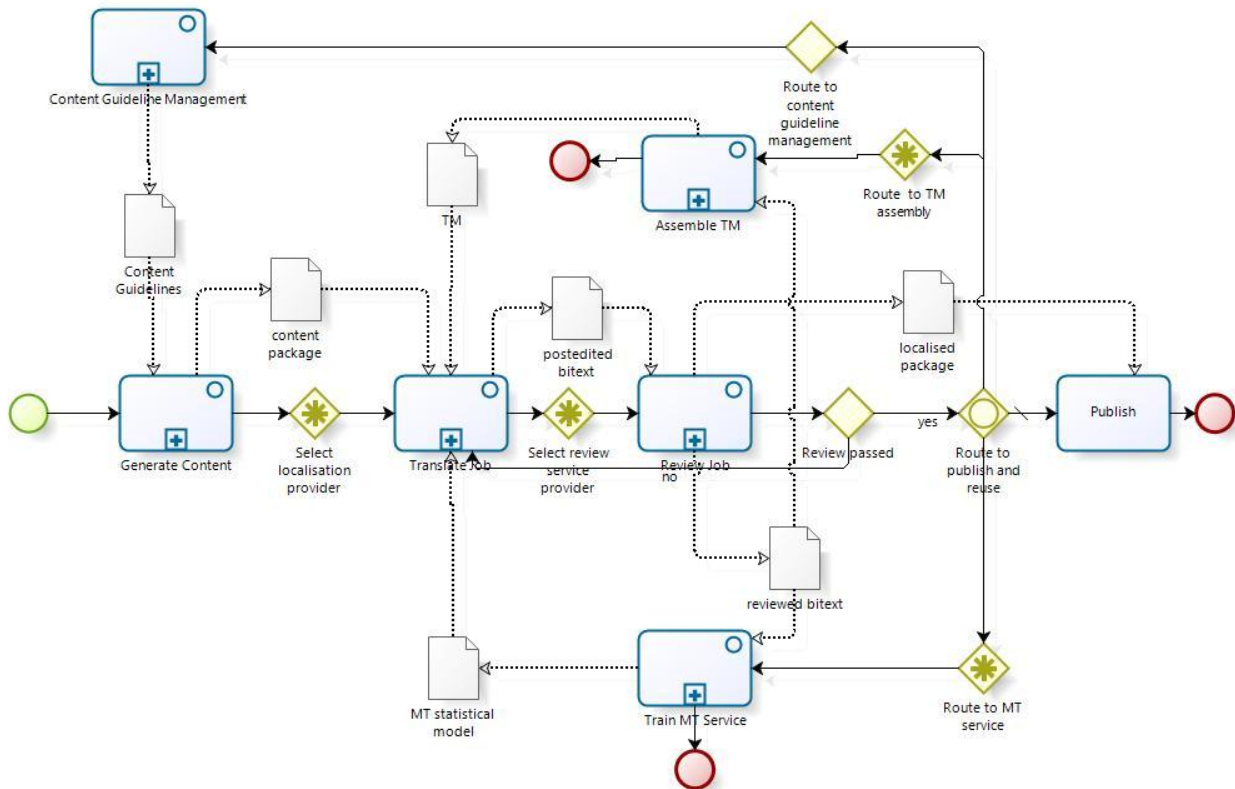 Content Guideline Management
Route to
content
guideline
management
Route  to TM
assembly
TM
Assemble TM
Content
Guidelines
content
package
postedited
bitext
localised
package
Publish
yes
Generate Content
Select
localisation
provider
Translate Job
Select review
service
provider
Review Job
no
Review passed
Route to
publish and
reuse
reviewed bitext
MT statistical
model
Train MT Service
Route to MT
service